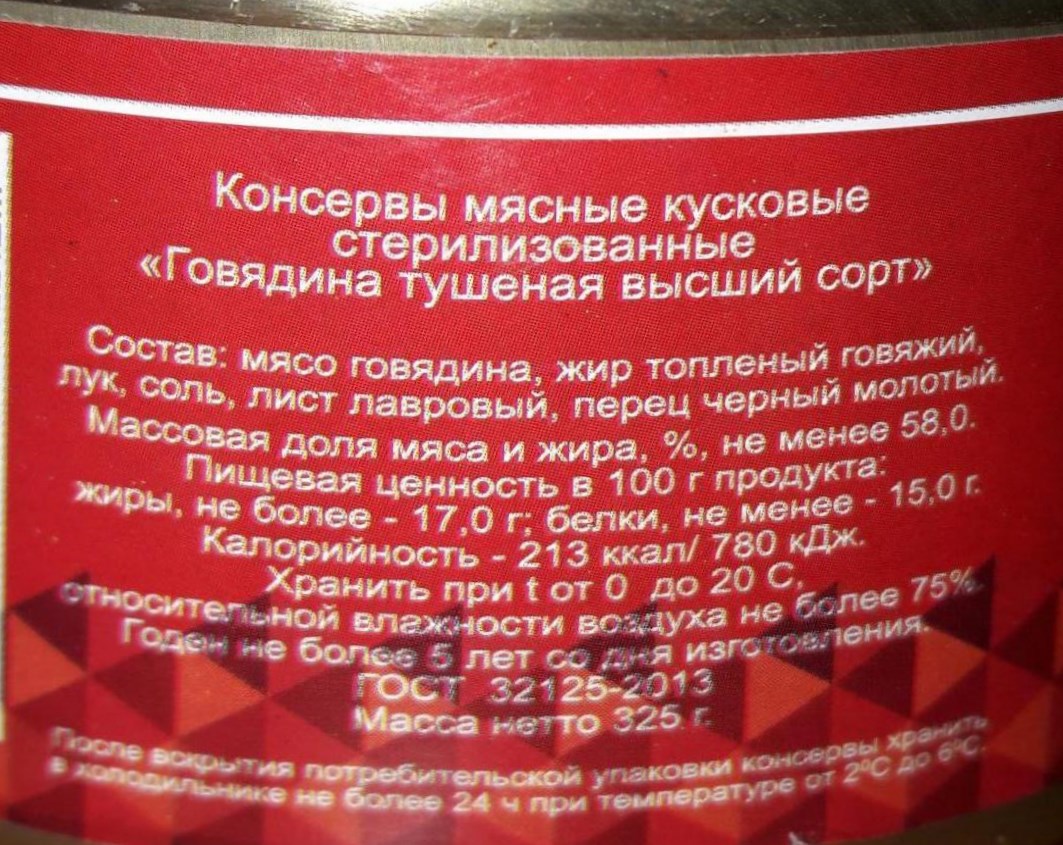 Консервы мясные кусковые
стерилизованные
«Говядина тушеная высший сорт»
Состав: мясо говядина, жир топленый говяжий,
лук, соль, лист лавровый, перец черный молотый.
Массовая доля мяса и жира, %, не менее 58,0.
Пищевая ценность в 100 г продукта:
жиры, не более - 17,0 г; белки, не менее - 15,0 г.
Калорийность - 213 ккал/ 780 кДж.
Хранить при t от 0 до 20 С,
относительной влажности воздуха не более 75%.
Годен не более 5 лет со дня изготовления.
ГОСТ 32125-2013
Масса нетто 325 г.
После вскрытия потребительской упаковки консервы хранить
в холодильнике не более 24 ч при температуре от 2°С до 6°С.